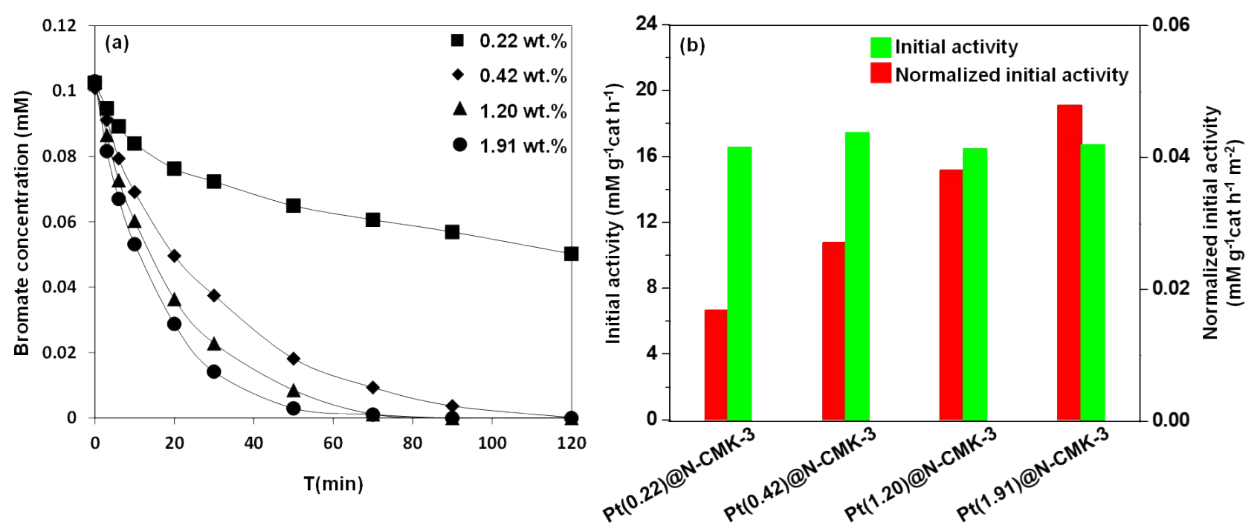 (a)
0.22 wt.%
0.42 wt.%
1.20 wt.%
1.91 wt.%
Bromate concentration (mM)
0.12
0.1
0.08
0.06
0.04
0.02
0
0 20 40 60 80 100 120
T(min)
(b)
Initial activity
Normalized initial activity
Initial activity (mM g⁻¹cat h⁻¹)
24
20
16
12
8
4
0
Pt(0.22)@N-CMK-3
Pt(0.42)@N-CMK-3
Pt(1.20)@N-CMK-3
Pt(1.91)@N-CMK-3
0.06
0.04
0.02
0.00
Normalized initial activity
(mM g⁻¹cat h⁻¹ m⁻²)